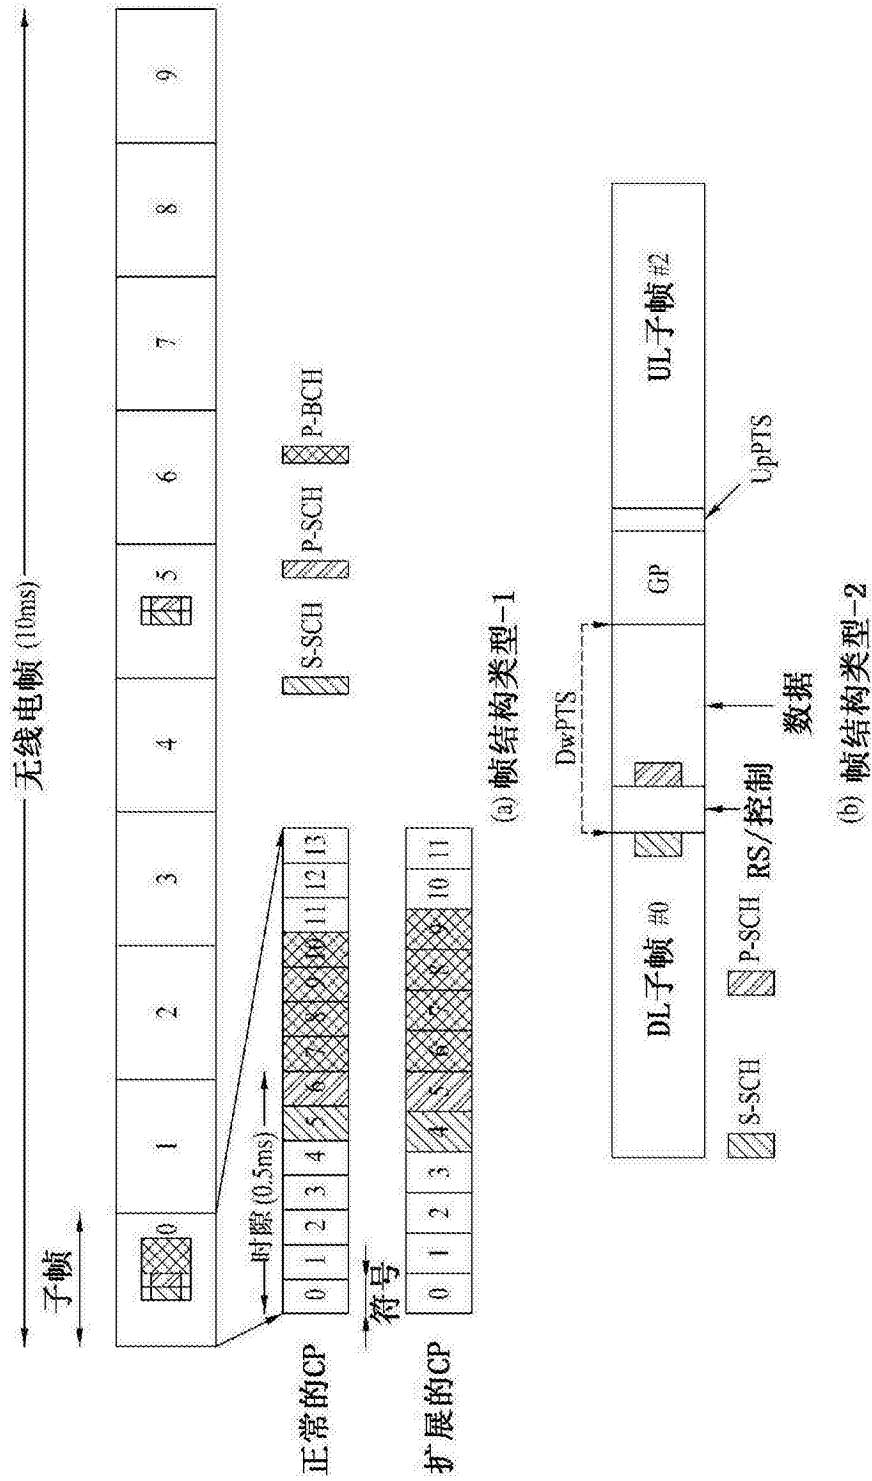 无线电帧 (10ms)
子帧
0 1 2 3 4 5 6 7 8 9
时隙 (0.5ms)
正常的CP
0 1 2 3 4 5 6 7 8 9 10 11 12 13
S-SCH P-SCH P-BCH
符号
扩展的CP
0 1 2 3 4 5 6 7 8 9 10 11
(a) 帧结构类型-1
DwPTS
DL子帧 #0
GP
UL子帧 #2
S-SCH P-SCH
RS/控制
数据
UpPTS
(b) 帧结构类型-2